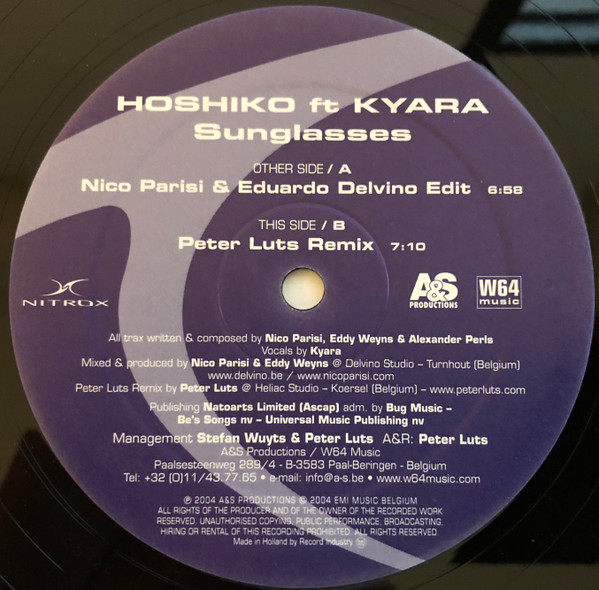 HOSHIKO ft KYARA
Sunglasses
OTHER SIDE / A
Nico Parisi & Eduardo Delvino Edit 6:58
THIS SIDE / B
Peter Luts Remix 7:10
NITROX
A&S
PRODUCTIONS
W64
music
All trax written & composed by Nico Parisi, Eddy Weyns & Alexander Perls
Vocals by Kyara
Mixed & produced by Nico Parisi & Eddy Weyns @ Delvino Studio – Turnhout (Belgium)
www.delvino.be / www.nicoparisi.com
Peter Luts Remix by Peter Luts @ Heliac Studio – Koersel (Belgium) – www.peterluts.com
Publishing Natoarts Limited (Ascap) adm. by Bug Music –
Be's Songs nv – Universal Music Publishing nv
Management Stefan Wuyts & Peter Luts A&R: Peter Luts
A&S Productions / W64 Music
Paalsesteenweg 289/4 - B-3583 Paal-Beringen - Belgium
Tel: +32 (0)11/43.77.65 • e-mail: info@a-s.be • www.w64music.com
℗ 2004 A&S PRODUCTIONS © 2004 EMI MUSIC BELGIUM
ALL RIGHTS OF THE PRODUCER AND OF THE OWNER OF THE RECORDED WORK
RESERVED. UNAUTHORISED COPYING, PUBLIC PERFORMANCE, BROADCASTING,
HIRING OR RENTAL OF THIS RECORDING PROHIBITED. ALL RIGHTS RESERVED.
Made in Holland by Record Industry